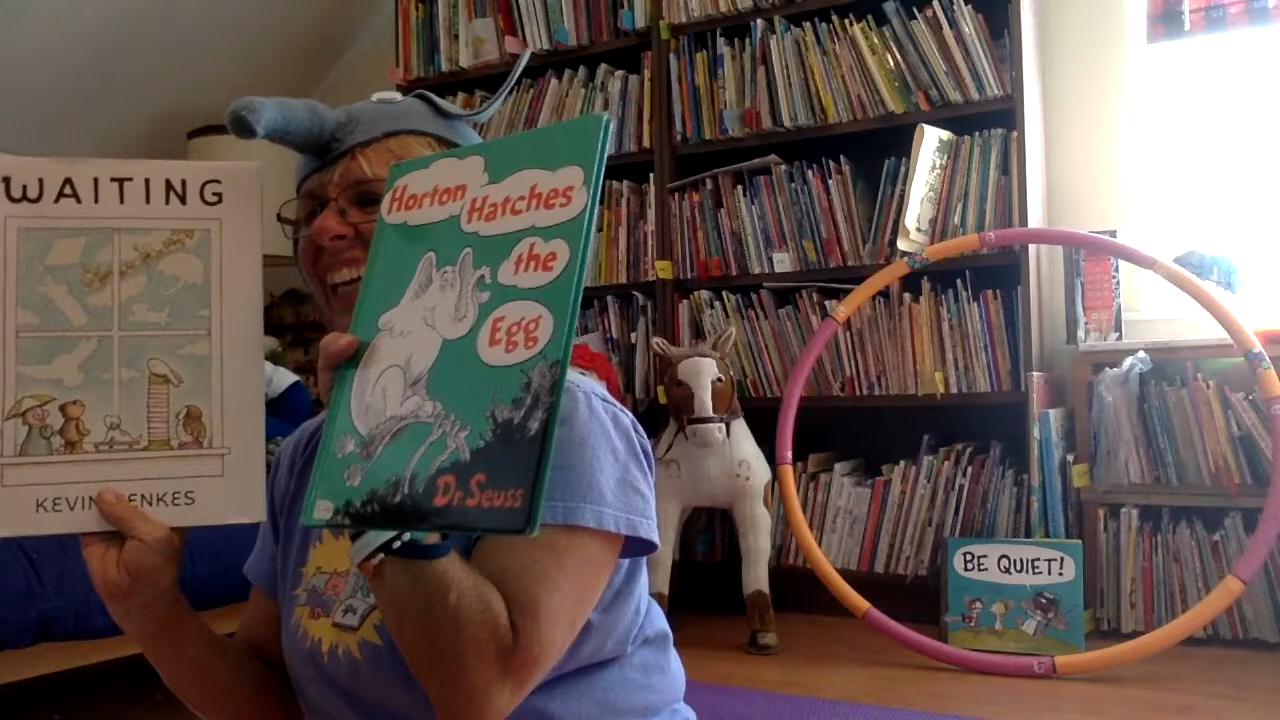 WAITING
KEVIN ENKES
Horton
Hatches
the
Egg
Dr. Seuss
BE QUIET!